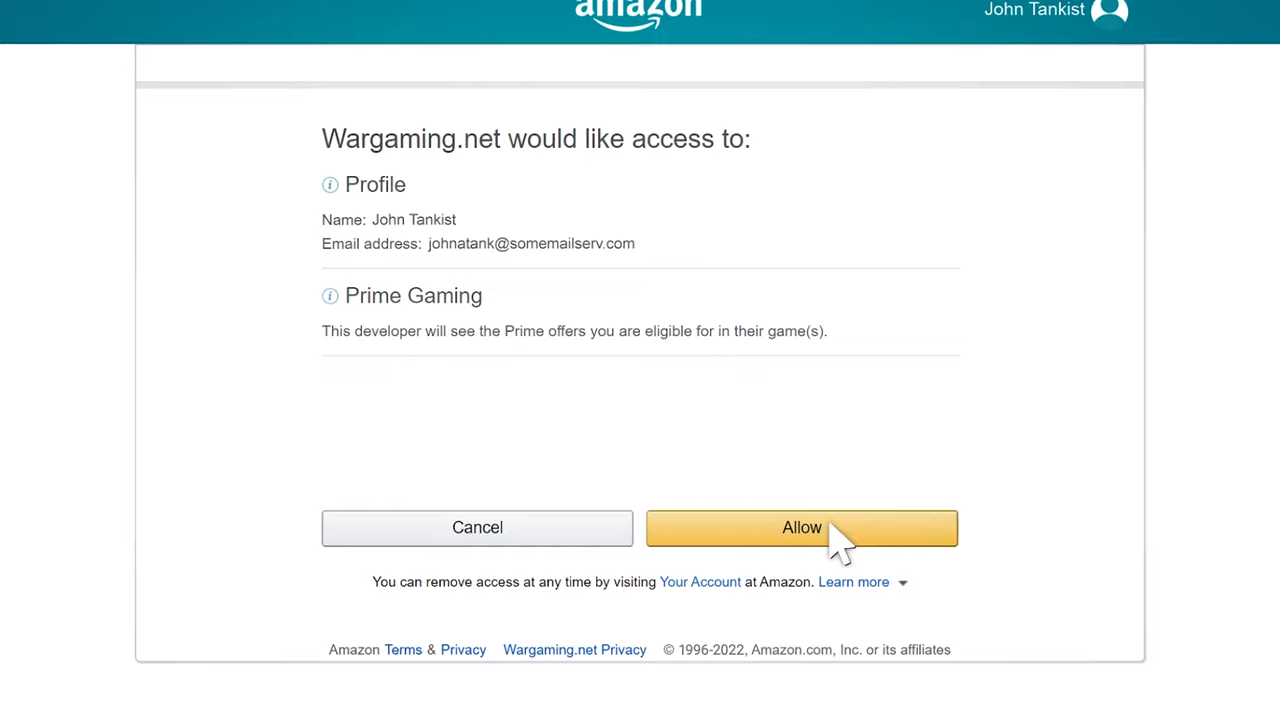 amazon
John Tankist
Wargaming.net would like access to:
Profile
Name: John Tankist
Email address: johnatank@somemailserv.com
Prime Gaming
This developer will see the Prime offers you are eligible for in their game(s).
Cancel
Allow
You can remove access at any time by visiting Your Account at Amazon. Learn more
Amazon Terms & Privacy Wargaming.net Privacy © 1996-2022, Amazon.com, Inc. or its affiliates